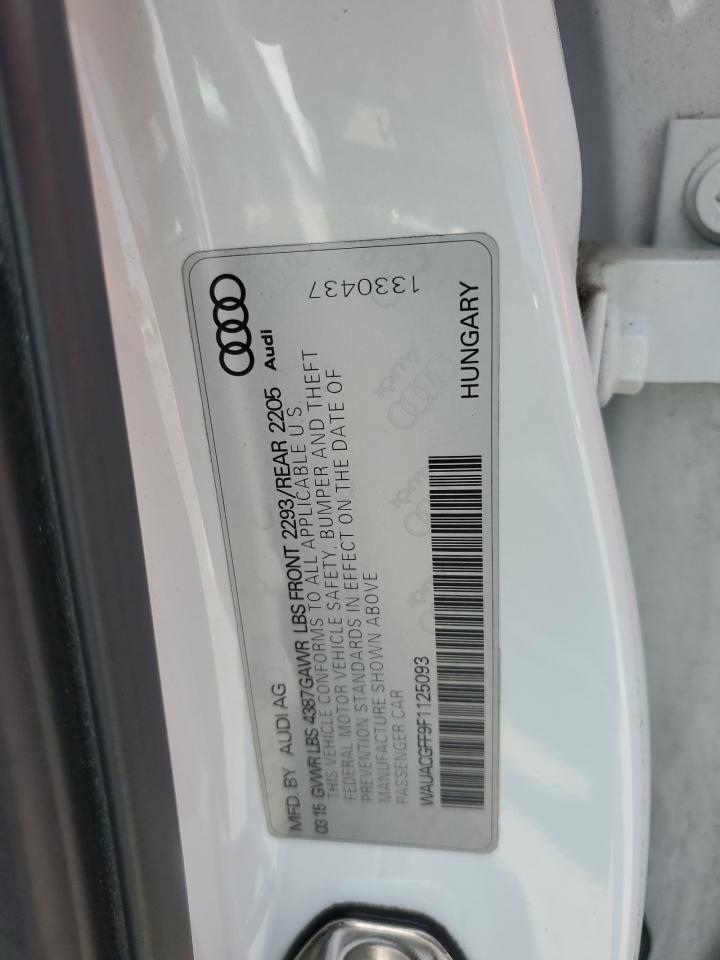 Audi
1330437
MFD. BY AUDI AG
03 15 GVWR LBS 4387GAWR LBS FRONT 2293/REAR 2205
THIS VEHICLE CONFORMS TO ALL APPLICABLE U.S.
FEDERAL MOTOR VEHICLE SAFETY, BUMPER AND THEFT
PREVENTION STANDARDS IN EFFECT ON THE DATE OF
MANUFACTURE SHOWN ABOVE
PASSENGER CAR
WAUACGFF9F1125093
HUNGARY